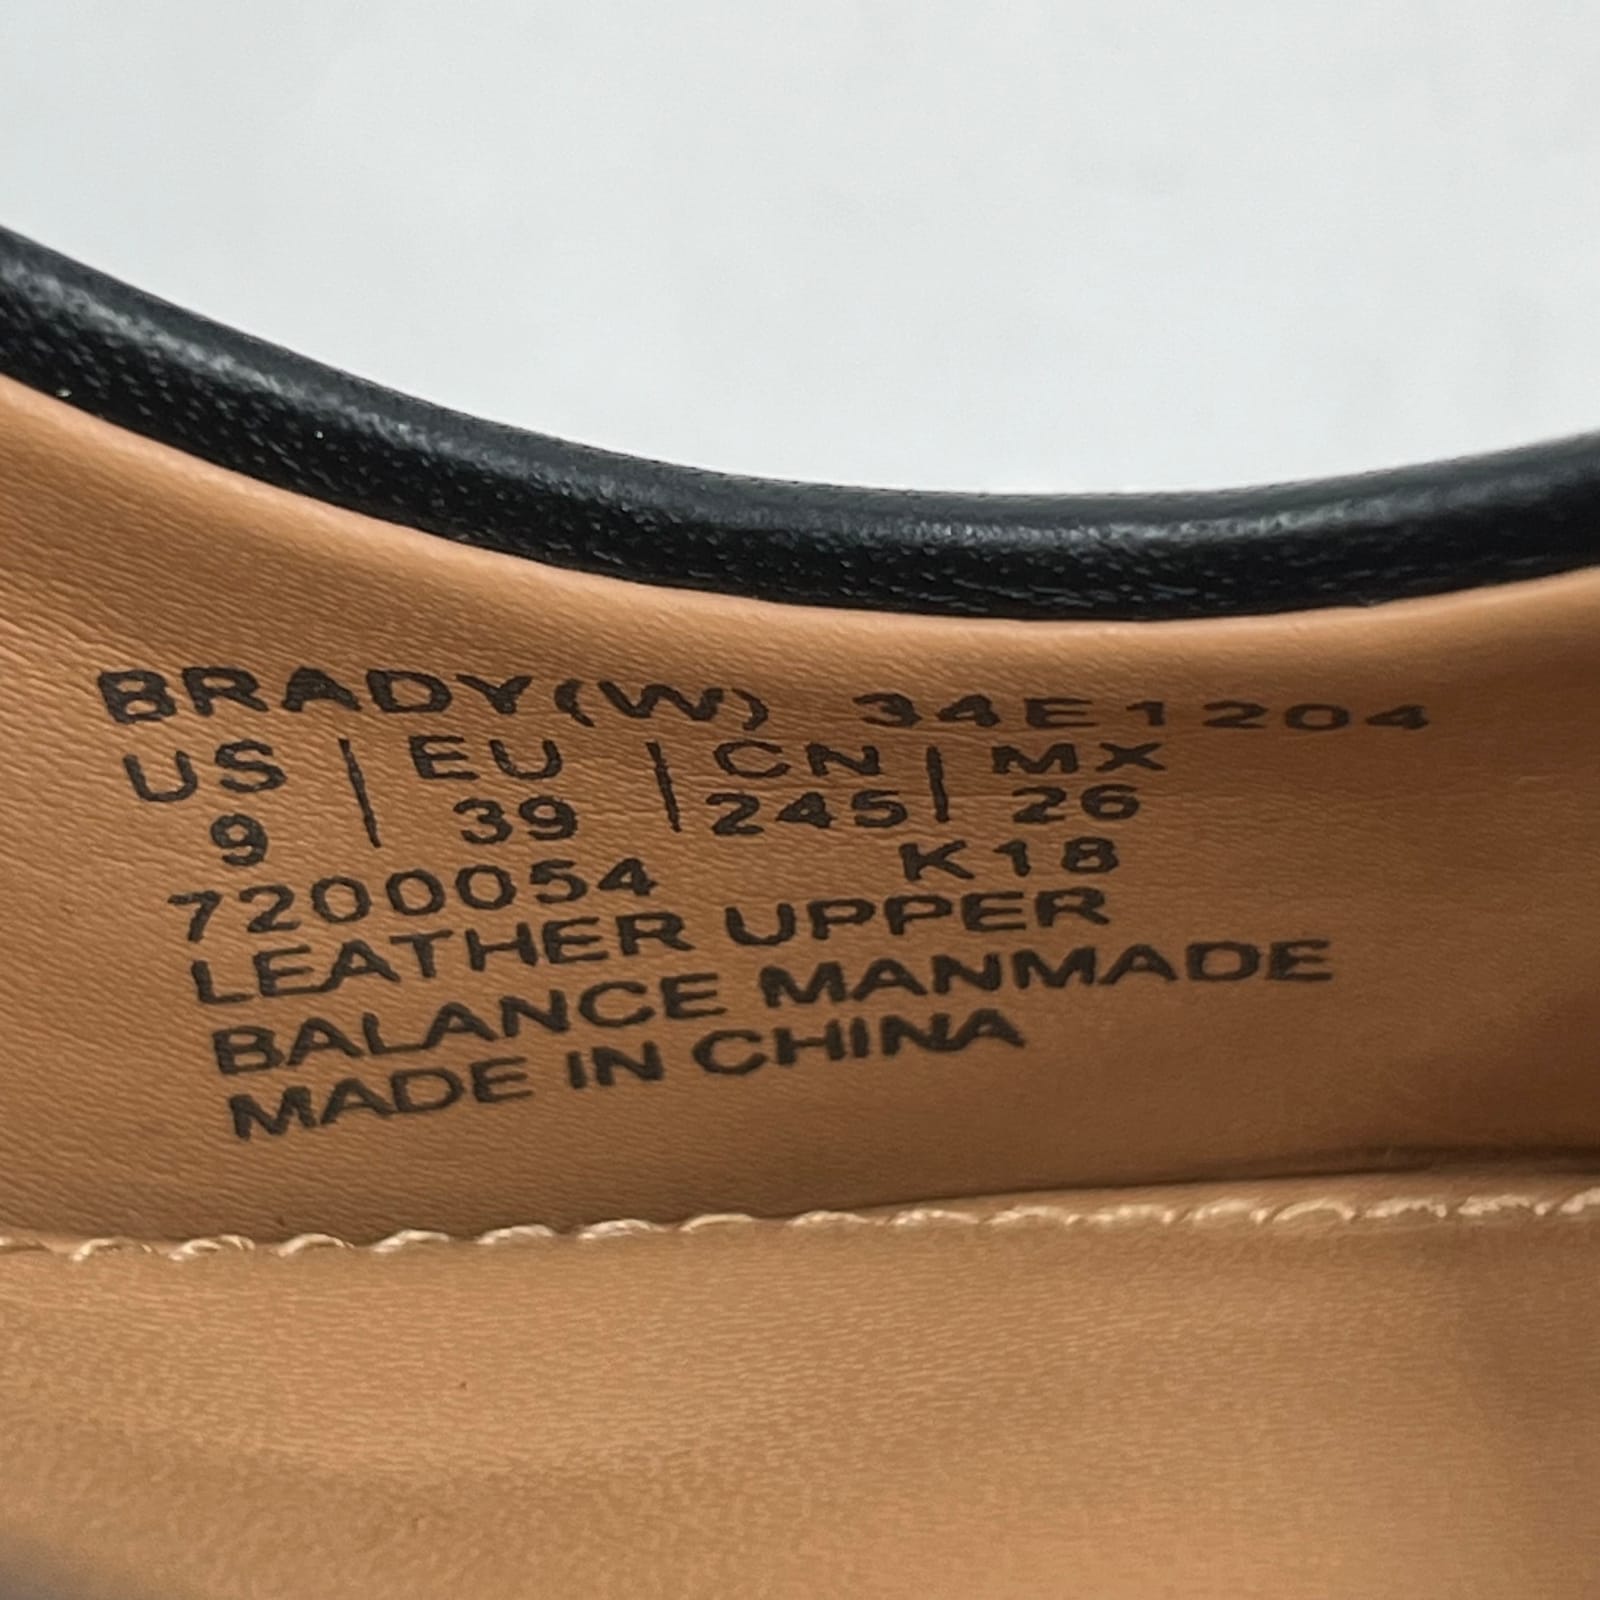 BRADY(W) 34E1204
US | EU | CN | MX
9 | 39 | 245 | 26
7200054 K18
LEATHER UPPER
BALANCE MANMADE
MADE IN CHINA